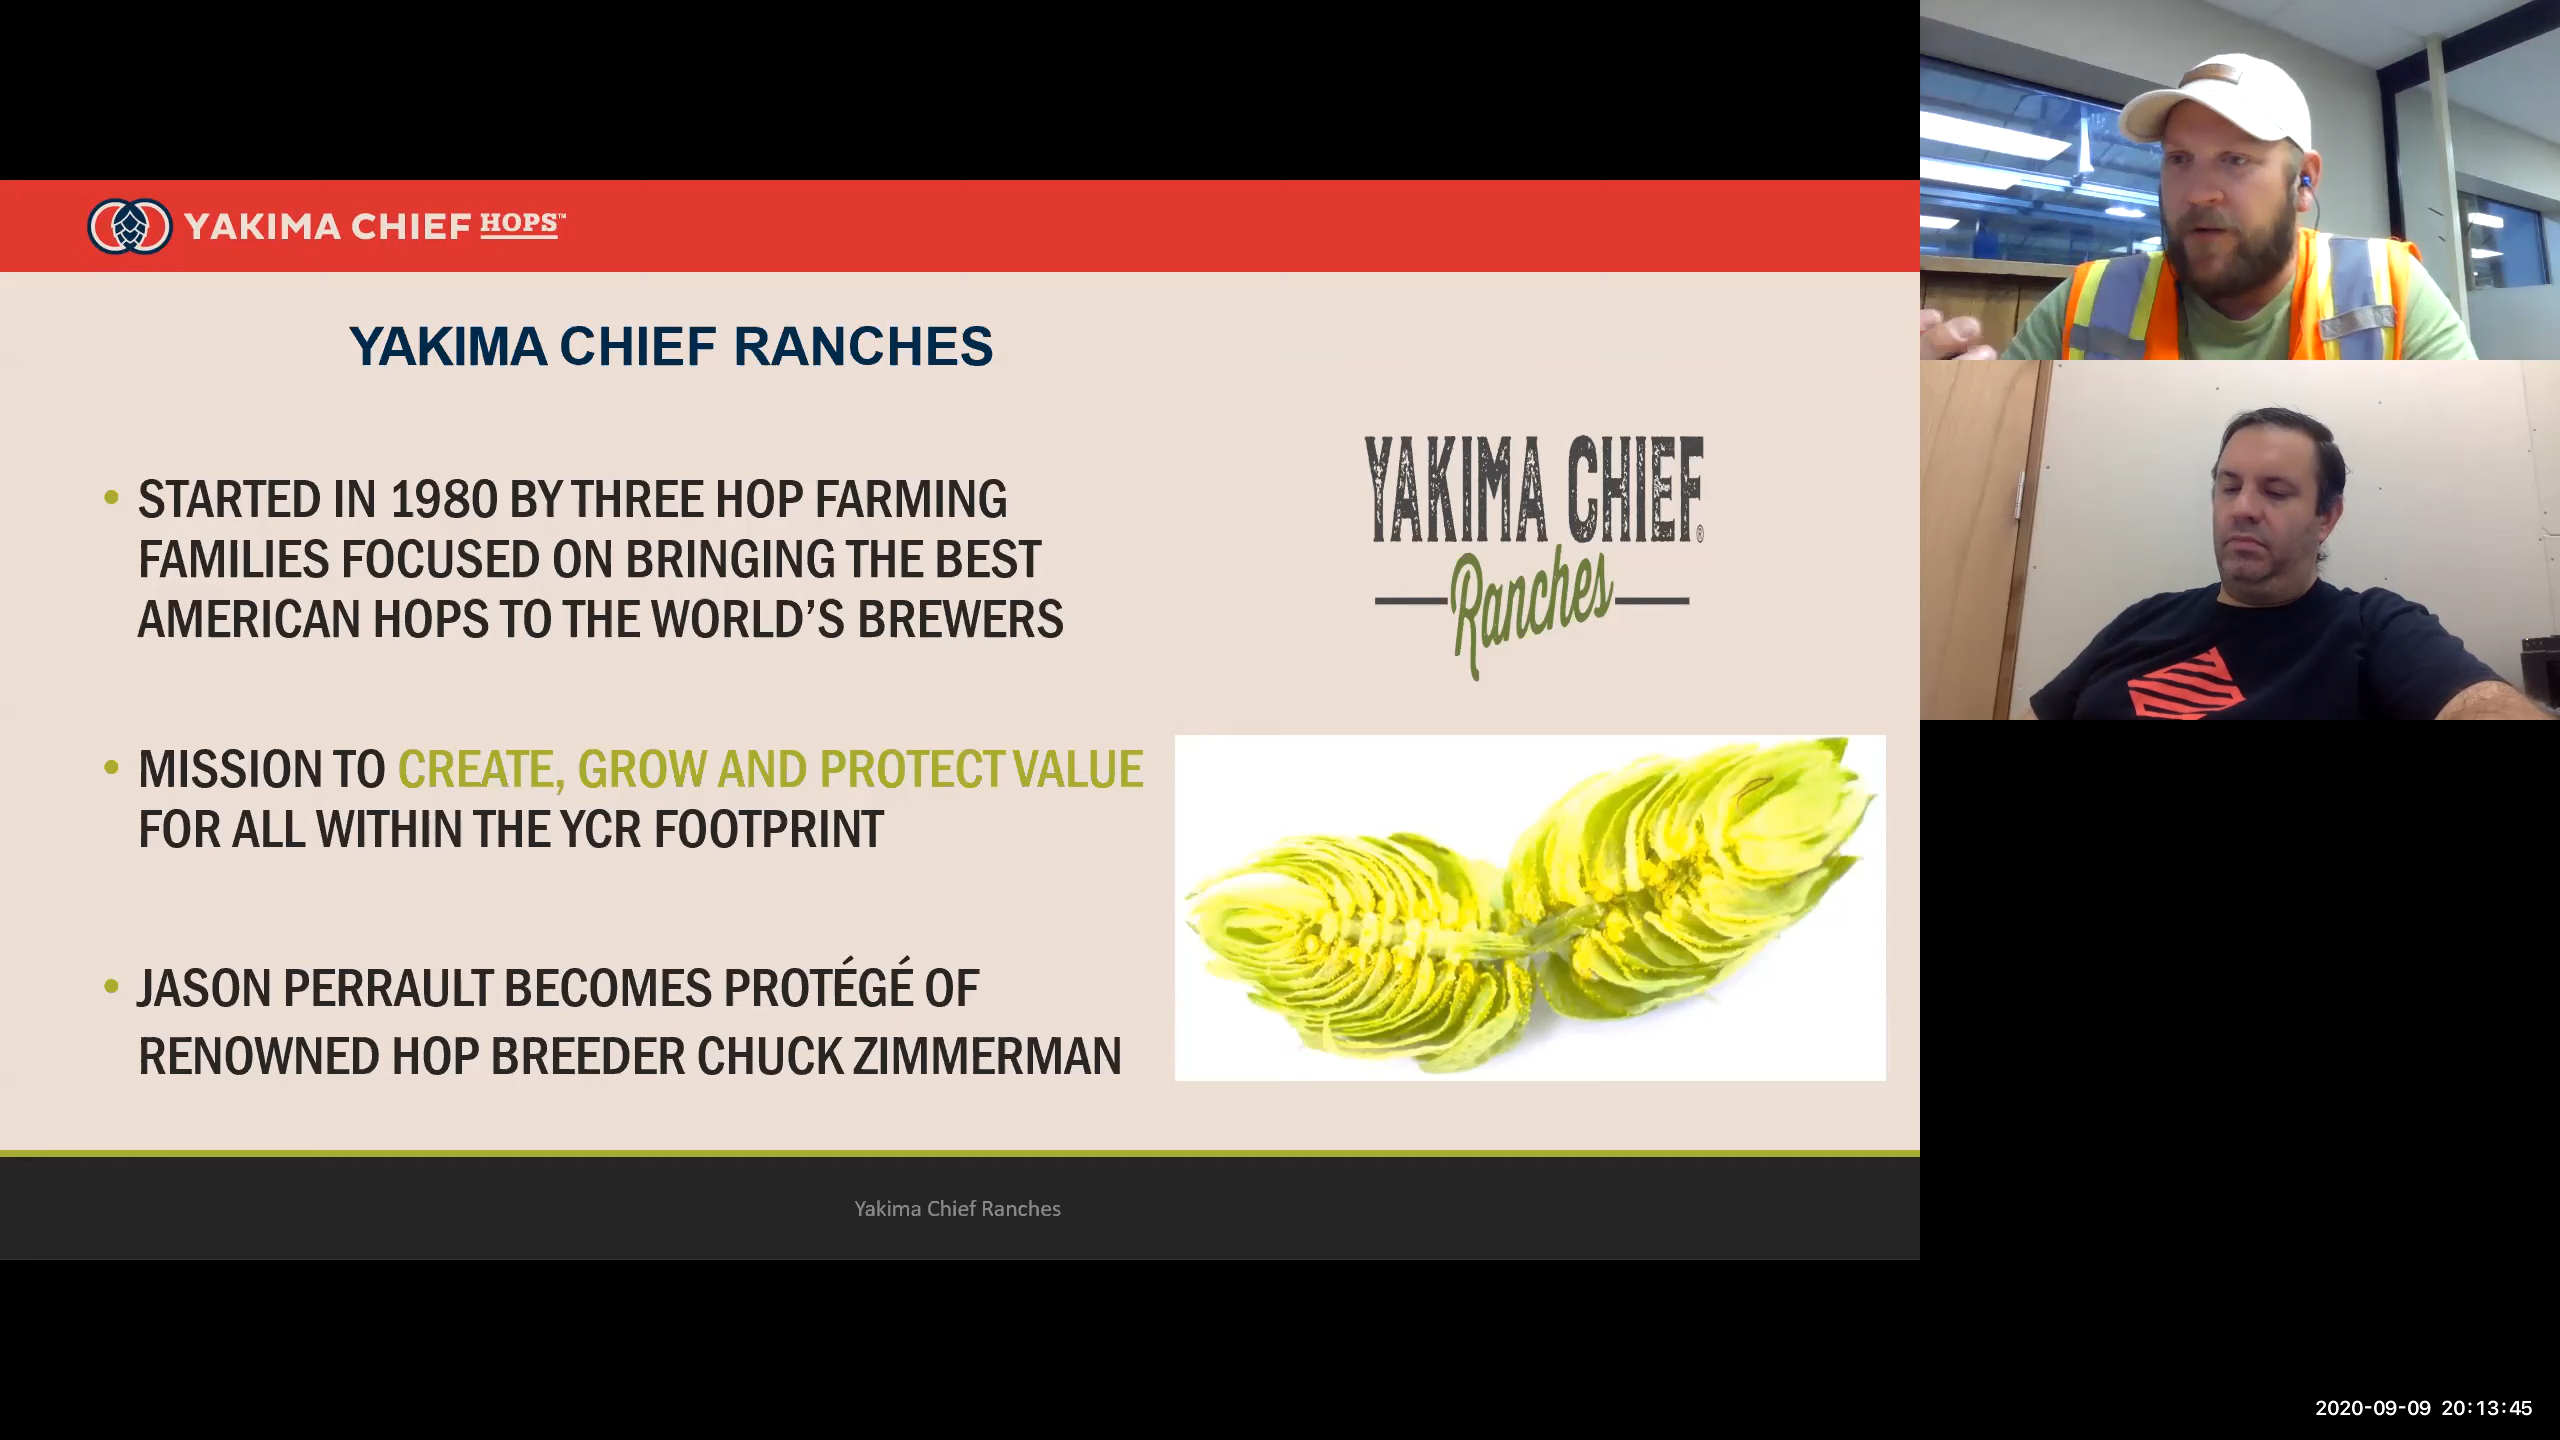 YAKIMA CHIEF HOPS™
YAKIMA CHIEF RANCHES
• STARTED IN 1980 BY THREE HOP FARMING
FAMILIES FOCUSED ON BRINGING THE BEST
AMERICAN HOPS TO THE WORLD’S BREWERS
• MISSION TO CREATE, GROW AND PROTECT VALUE
FOR ALL WITHIN THE YCR FOOTPRINT
• JASON PERRAULT BECOMES PROTÉGÉ OF
RENOWNED HOP BREEDER CHUCK ZIMMERMAN
YAKIMA CHIEF®
Ranches
Yakima Chief Ranches
2020-09-09 20:13:45